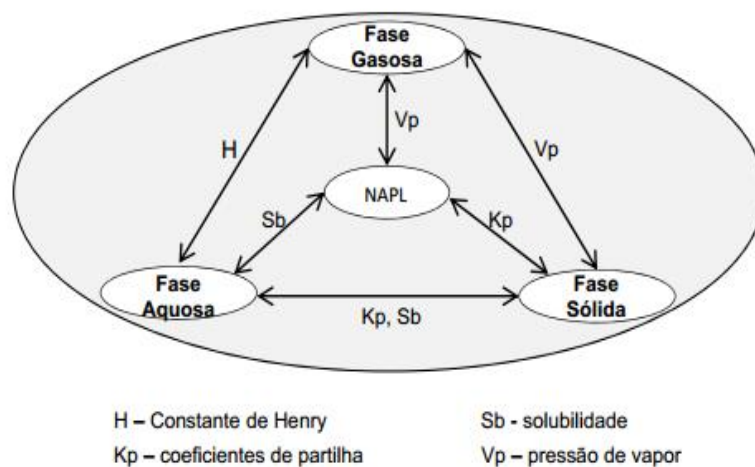 Fase
Gasosa
H
Vp
Vp
NAPL
Sb
Kp
Fase
Aquosa
Fase
Sólida
Kp, Sb
H – Constante de Henry
Sb - solubilidade
Kp – coeficientes de partilha
Vp – pressão de vapor